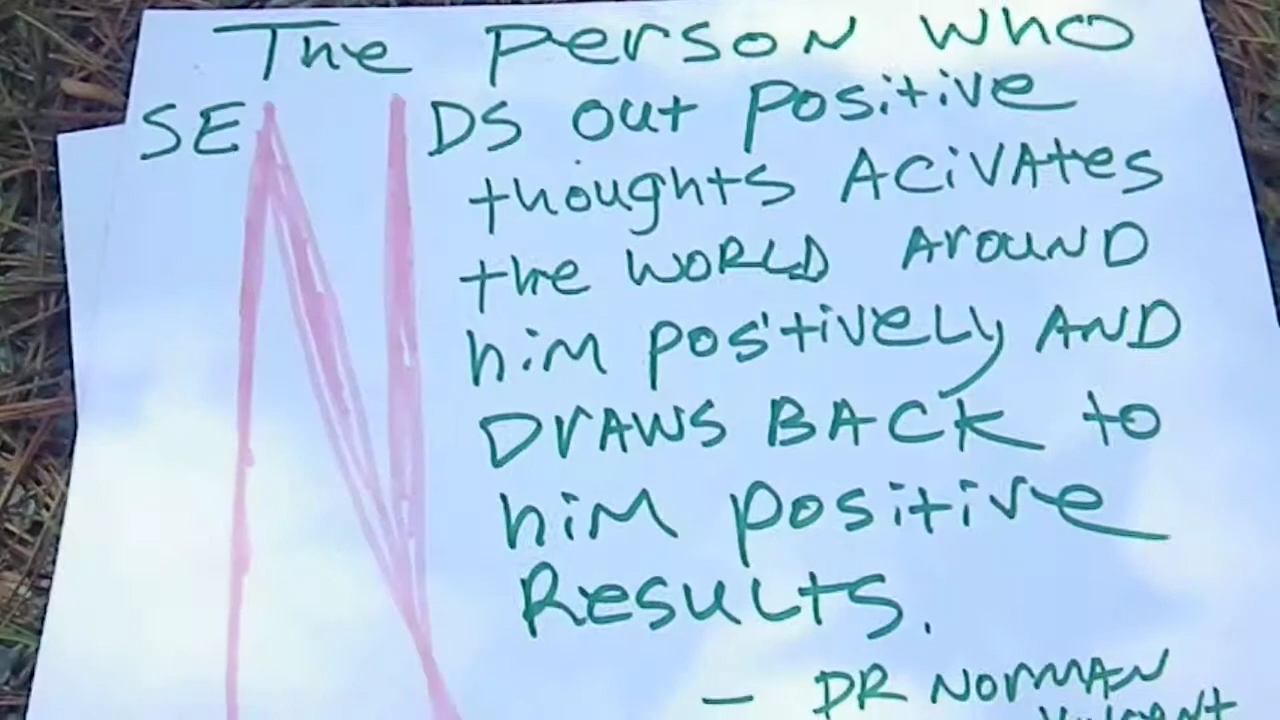 The Person who
SENDS out positive
thoughts ACiVAtes
the WORLD Around
him positively AND
DrAWS BACK to
him positive
Results.
- DR NorMAN